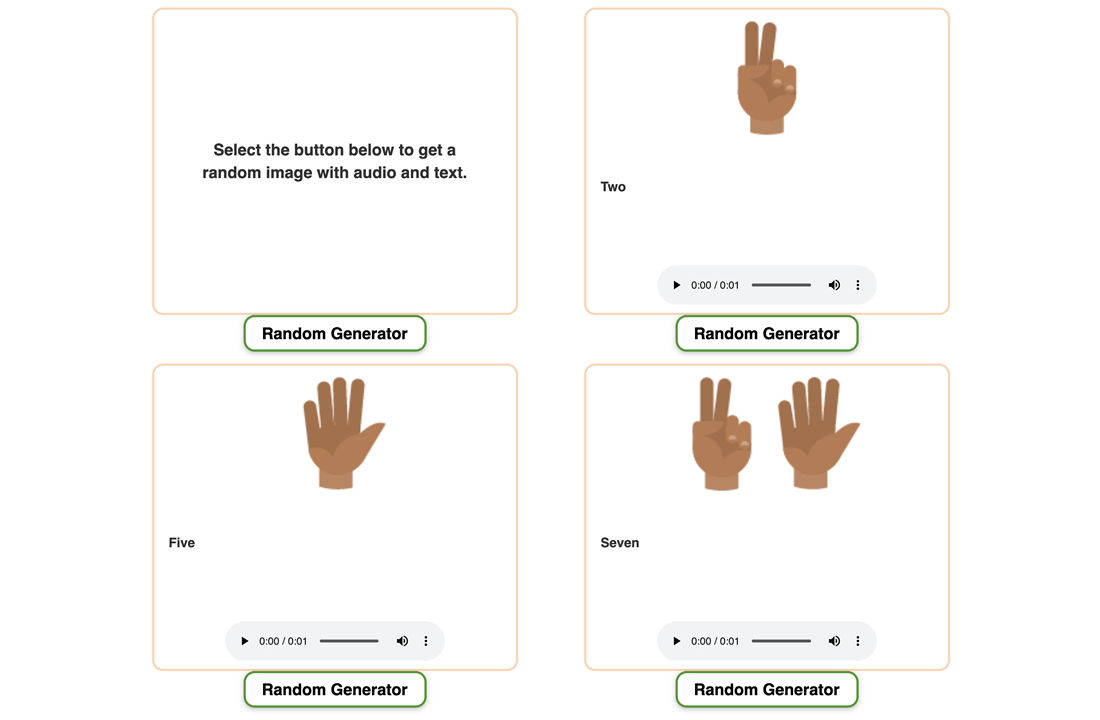 Select the button below to get a
random image with audio and text.
Random Generator
Two
0:00 / 0:01
Random Generator
Five
0:00 / 0:01
Random Generator
Seven
0:00 / 0:01
Random Generator